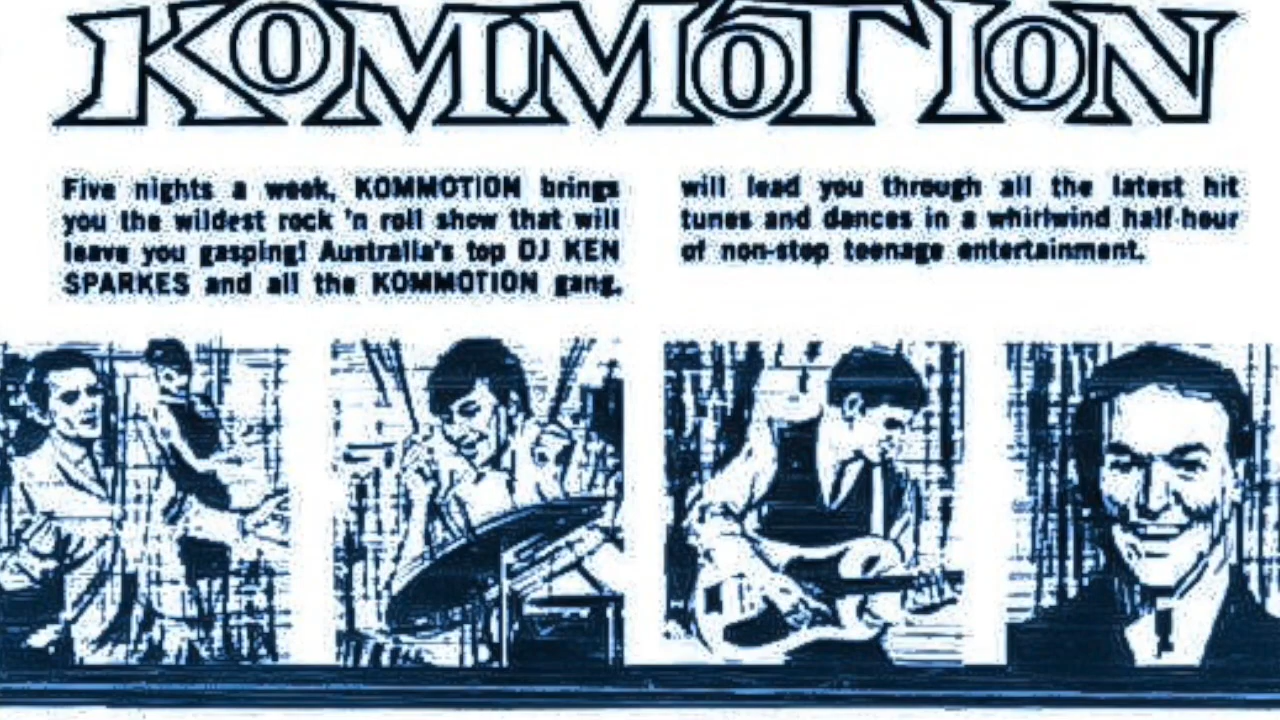 KOMMOTION
Five nights a week, KOMMOTION brings
you the wildest rock 'n roll show that will
leave you gasping! Australia's top DJ KEN
SPARKES and all the KOMMOTION gang,
will lead you through all the latest hit
tunes and dances in a whirlwind half-hour
of non-stop teenage entertainment.